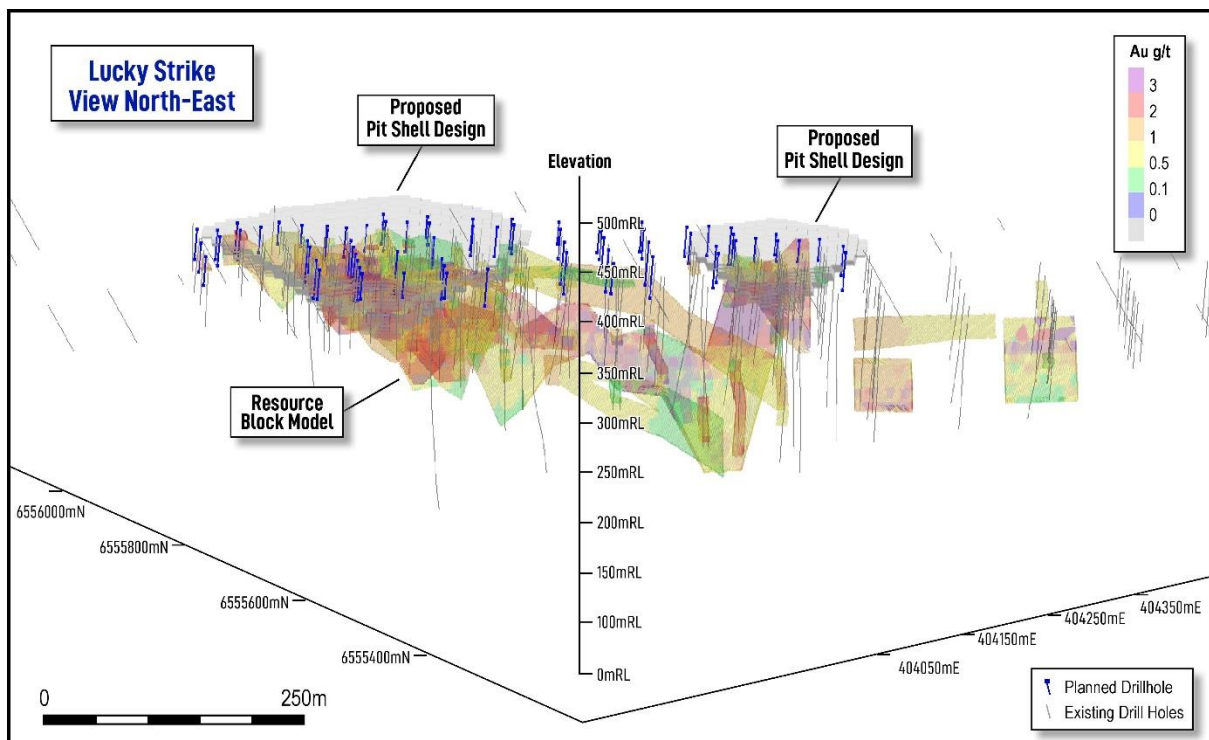 Lucky Strike
View North-East
Proposed
Pit Shell Design
Proposed
Pit Shell Design
Au g/t
3
2
1
0.5
0.1
0
Elevation
500mRL
450mRL
400mRL
350mRL
300mRL
250mRL
200mRL
150mRL
100mRL
0mRL
Resource
Block Model
6556000mN
6555800mN
6555600mN
6555400mN
404050mE
404150mE
404250mE
404350mE
0 250m
Planned Drillhole
Existing Drill Holes